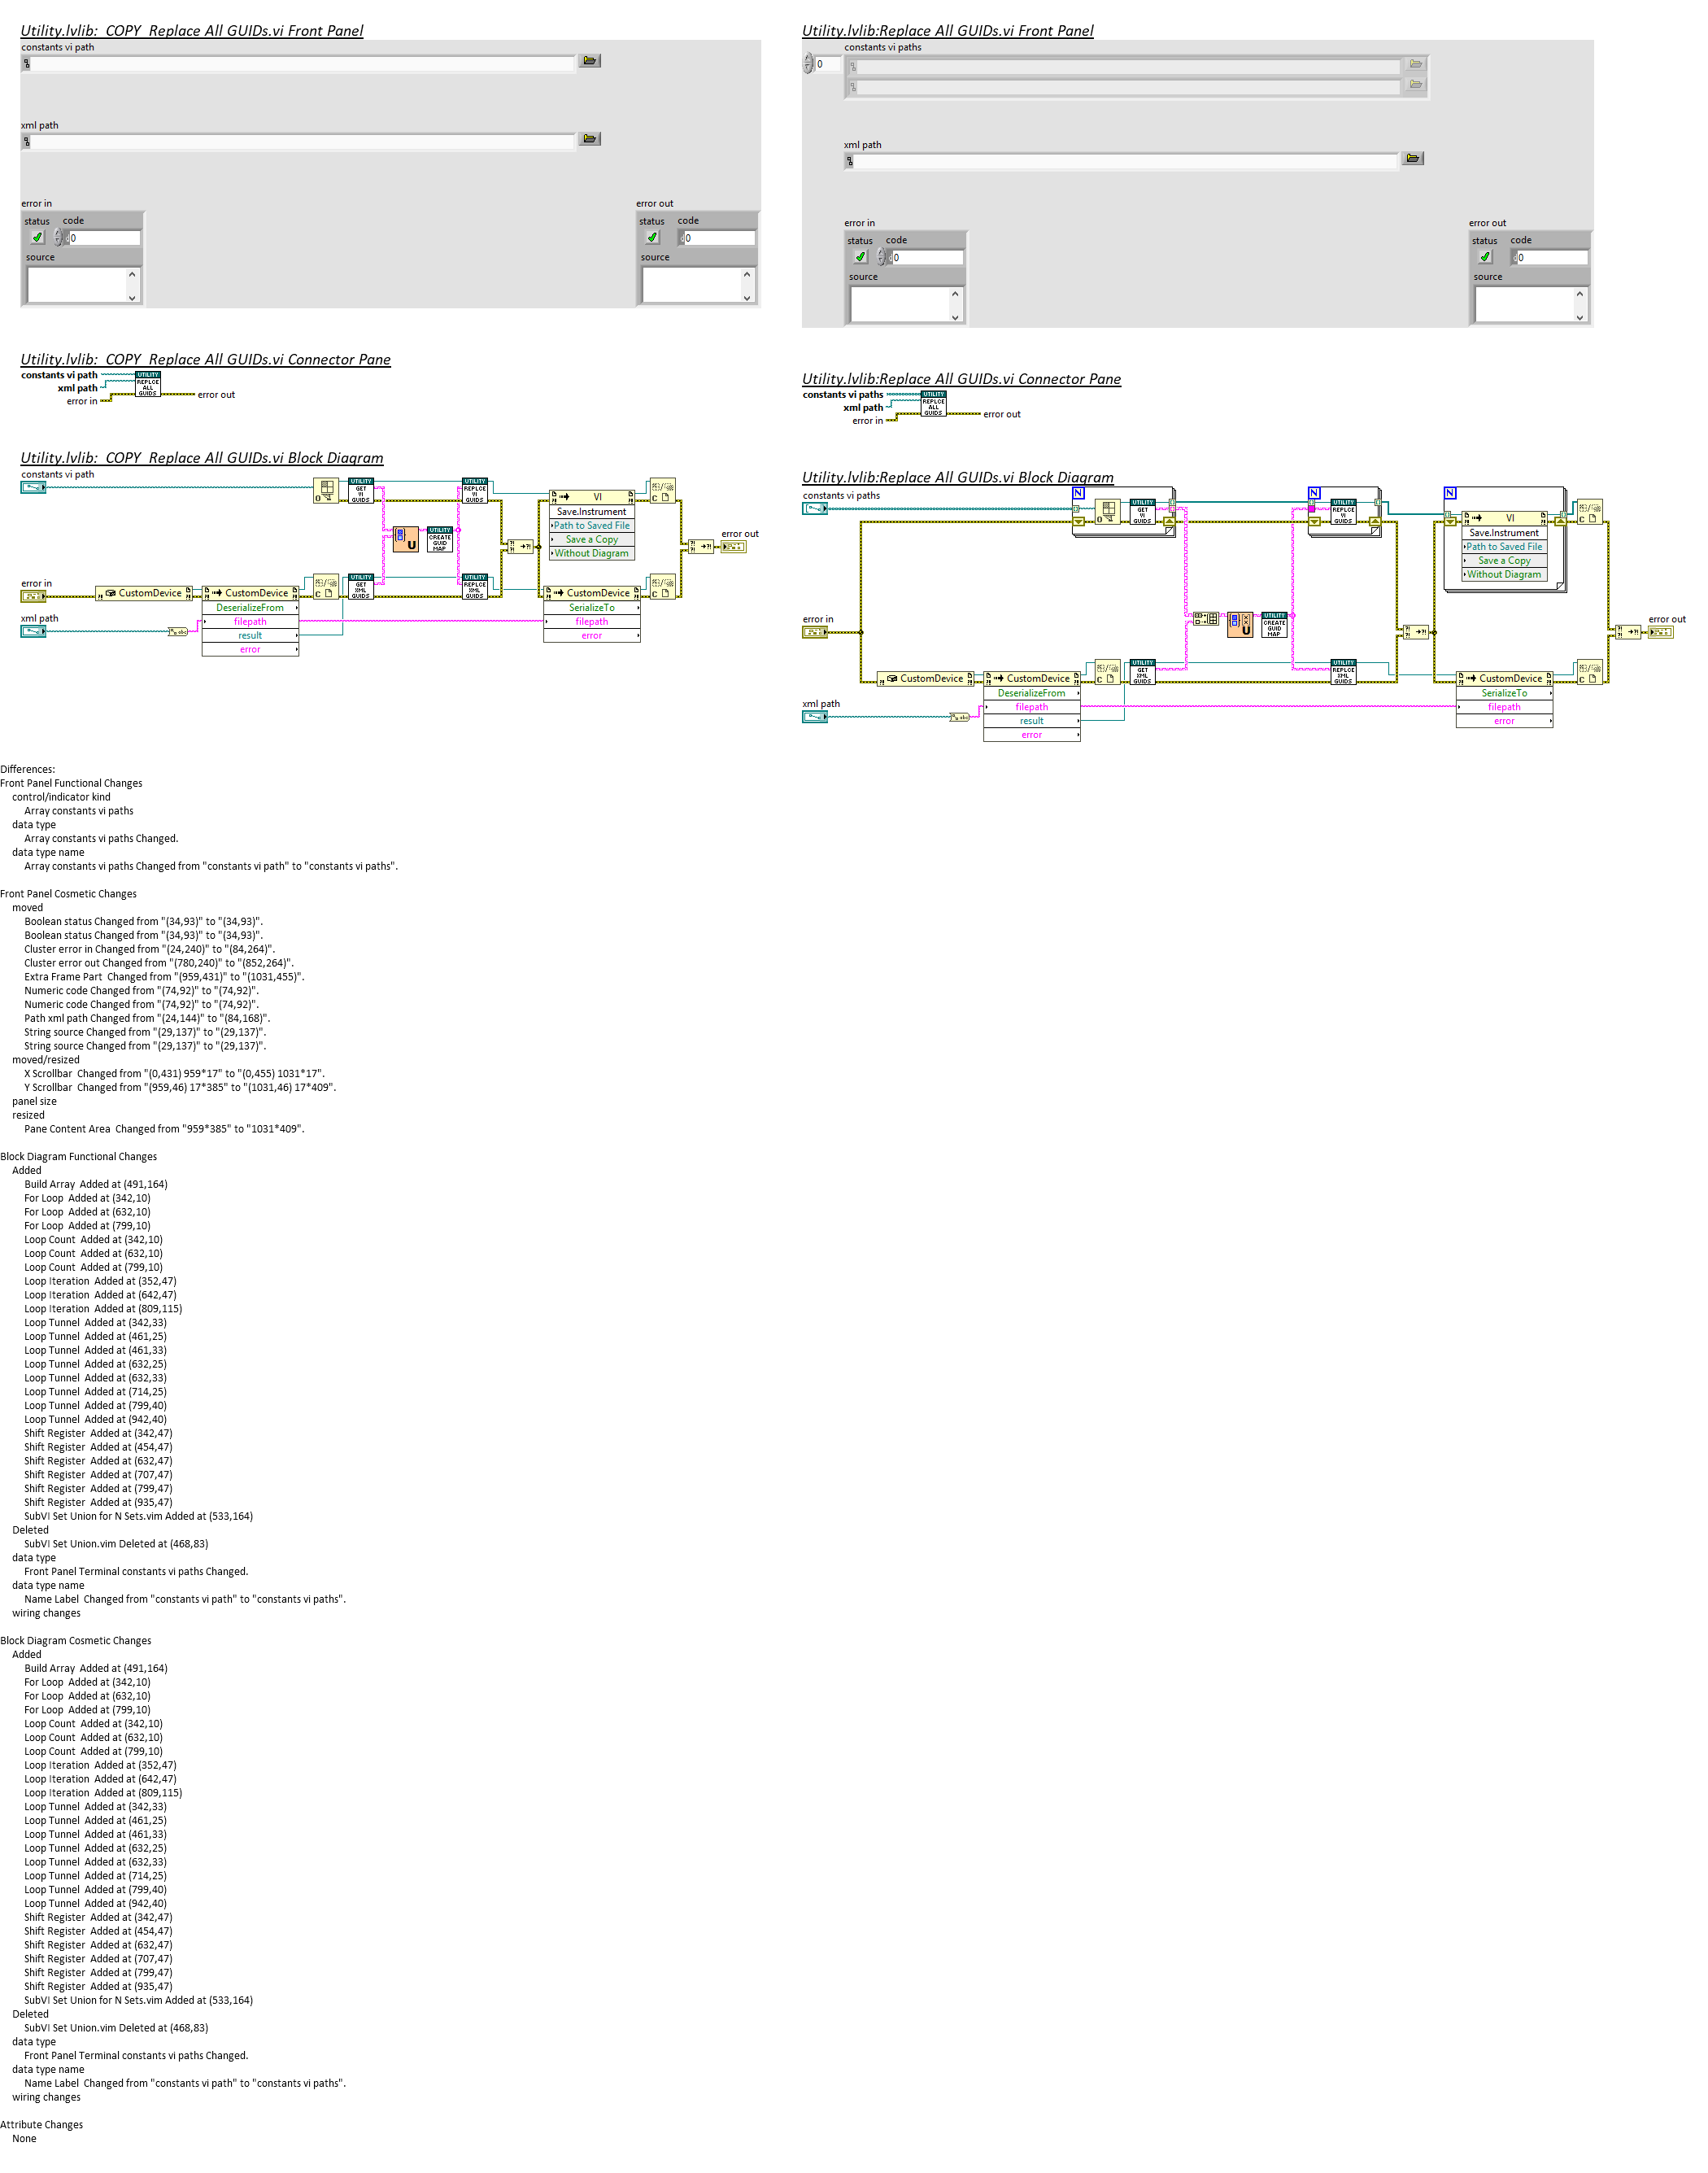 Utility.lvlib:  COPY  Replace All GUIDs.vi Front Panel
constants vi path
xml path
error in
status code
0
source
error out
status code
0
source
Utility.lvlib:Replace All GUIDs.vi Front Panel
0
constants vi paths
xml path
error in
status code
0
source
error out
status code
0
source
Utility.lvlib:  COPY  Replace All GUIDs.vi Connector Pane
constants vi path
xml path
error in
UTILITY
REPLCE
ALL
GUIDS
error out
Utility.lvlib:Replace All GUIDs.vi Connector Pane
constants vi paths
xml path
error in
UTILITY
REPLCE
ALL
GUIDS
error out
Utility.lvlib:  COPY  Replace All GUIDs.vi Block Diagram
constants vi path
UTILITY
GET
VI
GUIDS
UTILITY
REPLCE
VI
GUIDS
VI
Save.Instrument
Path to Saved File
Save a Copy
Without Diagram
U
UTILITY
CREATE
GUID
MAP
error out
error in
CustomDevice
CustomDevice
DeserializeFrom
filepath
result
error
UTILITY
GET
XML
GUIDS
UTILITY
REPLCE
XML
GUIDS
CustomDevice
SerializeTo
filepath
error
xml path
Utility.lvlib:Replace All GUIDs.vi Block Diagram
constants vi paths
N
UTILITY
GET
VI
GUIDS
N
UTILITY
REPLCE
VI
GUIDS
N
VI
Save.Instrument
Path to Saved File
Save a Copy
Without Diagram
error in
U
UTILITY
CREATE
GUID
MAP
error out
CustomDevice
CustomDevice
DeserializeFrom
filepath
result
error
UTILITY
GET
XML
GUIDS
UTILITY
REPLCE
XML
GUIDS
CustomDevice
SerializeTo
filepath
error
xml path
Differences:
Front Panel Functional Changes
control/indicator kind
Array constants vi paths
data type
Array constants vi paths Changed.
data type name
Array constants vi paths Changed from "constants vi path" to "constants vi paths".
Front Panel Cosmetic Changes
moved
Boolean status Changed from "(34,93)" to "(34,93)".
Boolean status Changed from "(34,93)" to "(34,93)".
Cluster error in Changed from "(24,240)" to "(84,264)".
Cluster error out Changed from "(780,240)" to "(852,264)".
Extra Frame Part  Changed from "(959,431)" to "(1031,455)".
Numeric code Changed from "(74,92)" to "(74,92)".
Numeric code Changed from "(74,92)" to "(74,92)".
Path xml path Changed from "(24,144)" to "(84,168)".
String source Changed from "(29,137)" to "(29,137)".
String source Changed from "(29,137)" to "(29,137)".
moved/resized
X Scrollbar  Changed from "(0,431) 959*17" to "(0,455) 1031*17".
Y Scrollbar  Changed from "(959,46) 17*385" to "(1031,46) 17*409".
panel size
resized
Pane Content Area  Changed from "959*385" to "1031*409".
Block Diagram Functional Changes
Added
Build Array  Added at (491,164)
For Loop  Added at (342,10)
For Loop  Added at (632,10)
For Loop  Added at (799,10)
Loop Count  Added at (342,10)
Loop Count  Added at (632,10)
Loop Count  Added at (799,10)
Loop Iteration  Added at (352,47)
Loop Iteration  Added at (642,47)
Loop Iteration  Added at (809,115)
Loop Tunnel  Added at (342,33)
Loop Tunnel  Added at (461,25)
Loop Tunnel  Added at (461,33)
Loop Tunnel  Added at (632,25)
Loop Tunnel  Added at (632,33)
Loop Tunnel  Added at (714,25)
Loop Tunnel  Added at (799,40)
Loop Tunnel  Added at (942,40)
Shift Register  Added at (342,47)
Shift Register  Added at (454,47)
Shift Register  Added at (632,47)
Shift Register  Added at (707,47)
Shift Register  Added at (799,47)
Shift Register  Added at (935,47)
SubVI Set Union for N Sets.vim Added at (533,164)
Deleted
SubVI Set Union.vim Deleted at (468,83)
data type
Front Panel Terminal constants vi paths Changed.
data type name
Name Label  Changed from "constants vi path" to "constants vi paths".
wiring changes
Block Diagram Cosmetic Changes
Added
Build Array  Added at (491,164)
For Loop  Added at (342,10)
For Loop  Added at (632,10)
For Loop  Added at (799,10)
Loop Count  Added at (342,10)
Loop Count  Added at (632,10)
Loop Count  Added at (799,10)
Loop Iteration  Added at (352,47)
Loop Iteration  Added at (642,47)
Loop Iteration  Added at (809,115)
Loop Tunnel  Added at (342,33)
Loop Tunnel  Added at (461,25)
Loop Tunnel  Added at (461,33)
Loop Tunnel  Added at (632,25)
Loop Tunnel  Added at (632,33)
Loop Tunnel  Added at (714,25)
Loop Tunnel  Added at (799,40)
Loop Tunnel  Added at (942,40)
Shift Register  Added at (342,47)
Shift Register  Added at (454,47)
Shift Register  Added at (632,47)
Shift Register  Added at (707,47)
Shift Register  Added at (799,47)
Shift Register  Added at (935,47)
SubVI Set Union for N Sets.vim Added at (533,164)
Deleted
SubVI Set Union.vim Deleted at (468,83)
data type
Front Panel Terminal constants vi paths Changed.
data type name
Name Label  Changed from "constants vi path" to "constants vi paths".
wiring changes
Attribute Changes
None